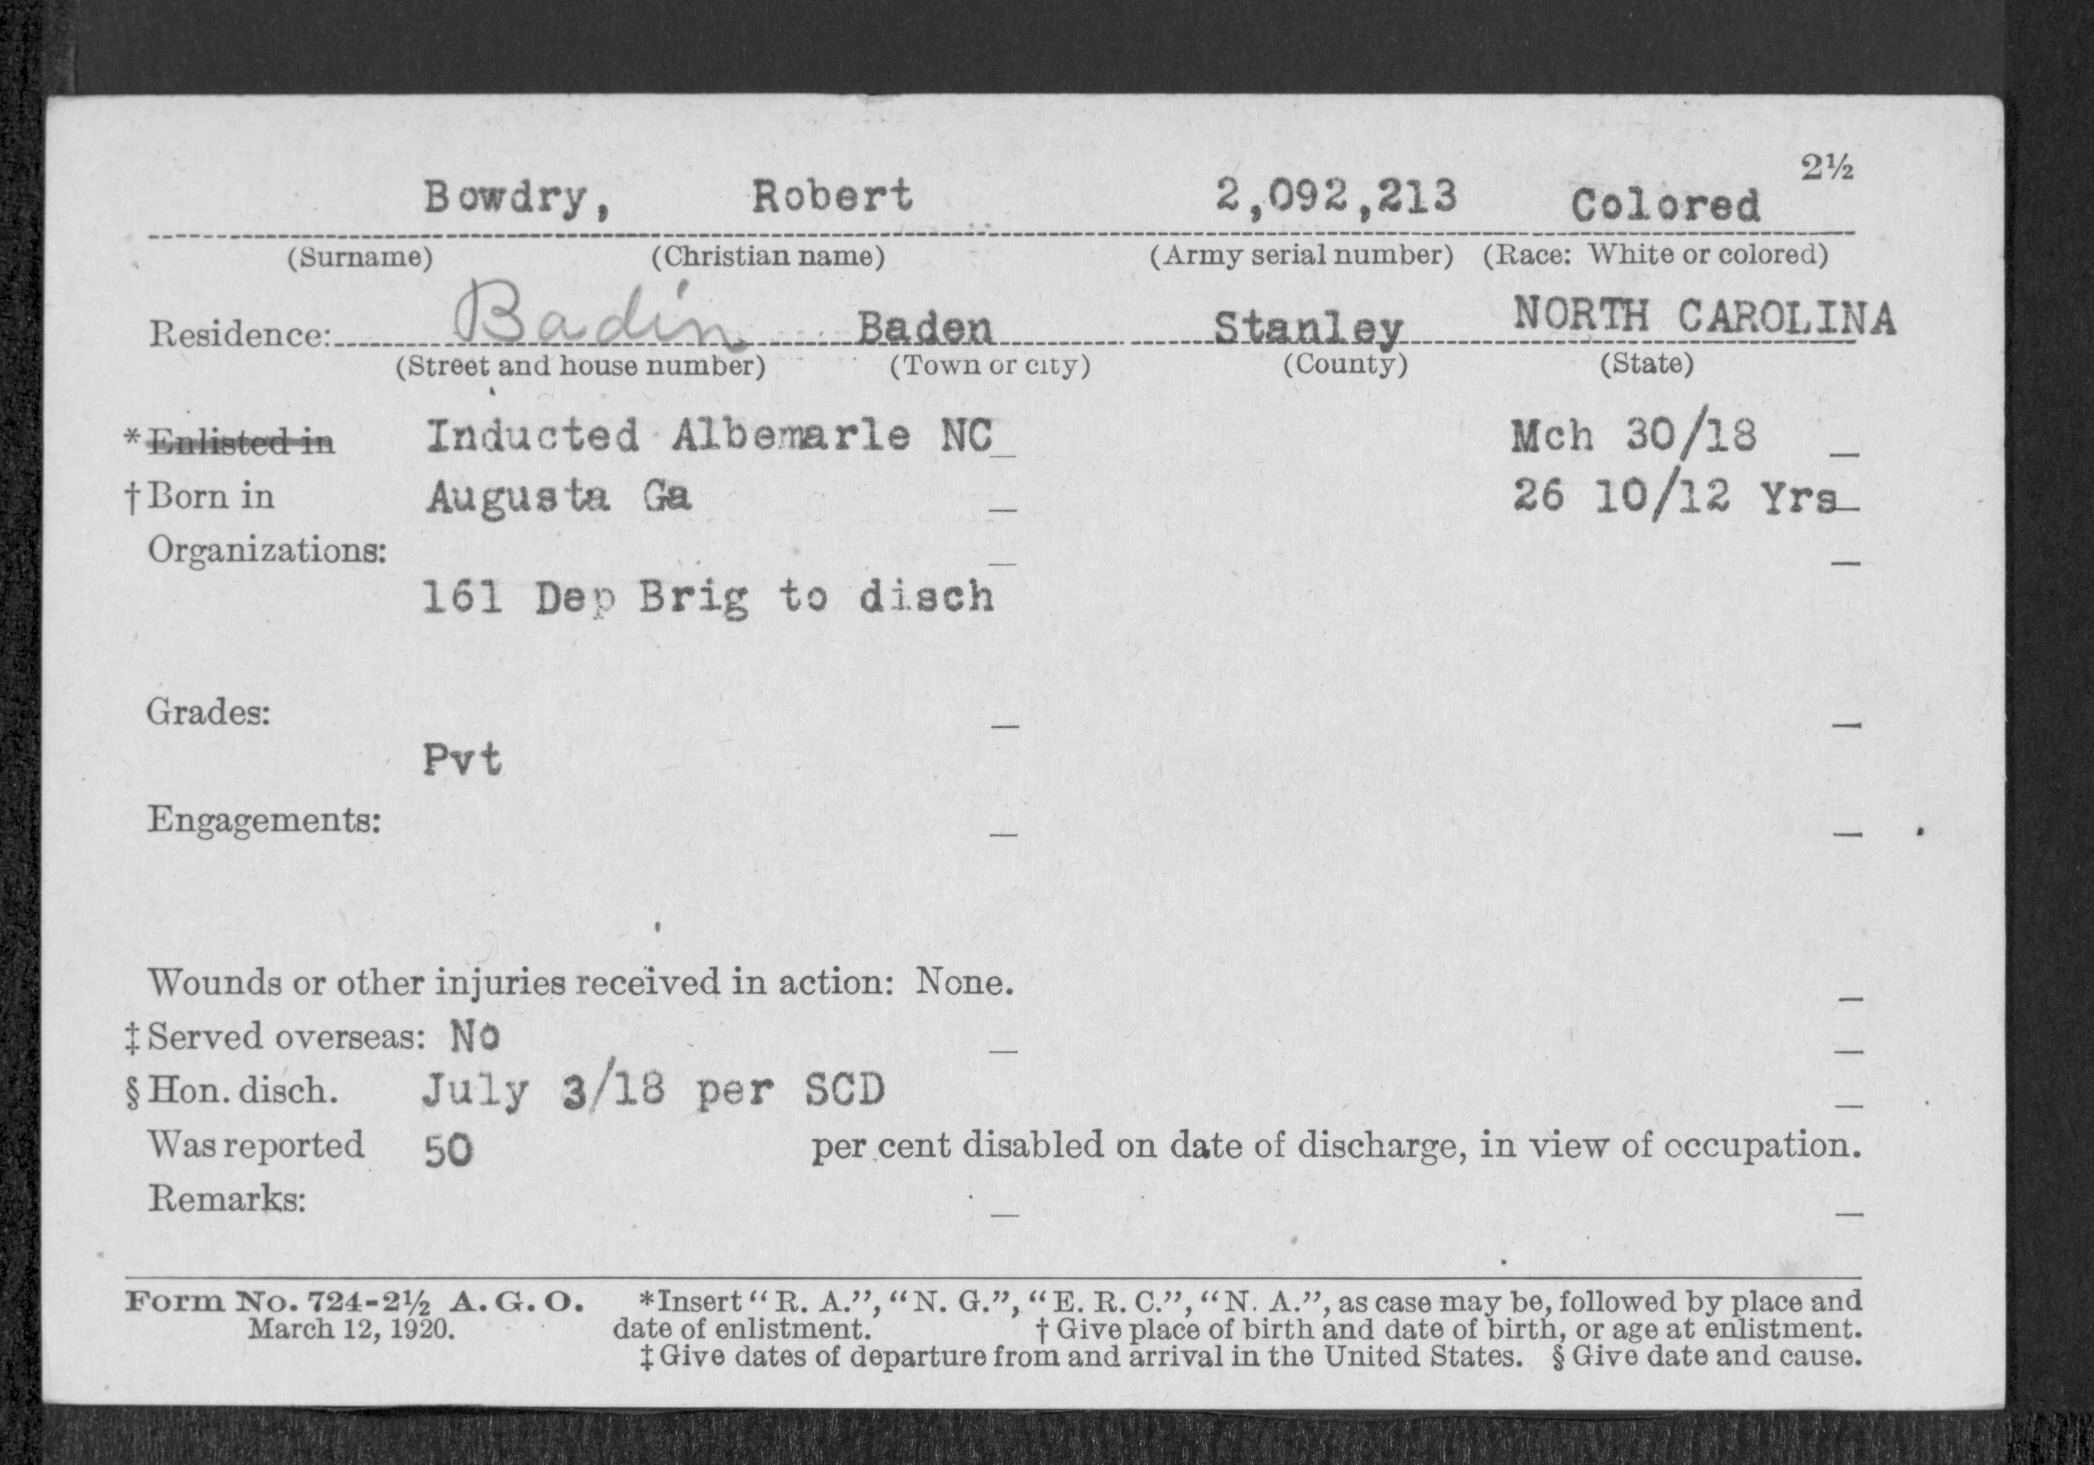 2½
Bowdry, Robert 2,092,213 Colored
(Surname) (Christian name) (Army serial number) (Race: White or colored)
Residence: Badin Baden Stanley NORTH CAROLINA
(Street and house number) (Town or city) (County) (State)
*Enlisted in Inducted Albemarle NC Mch 30/18
†Born in Augusta Ga 26 10/12 Yrs
Organizations:
161 Dep Brig to disch
Grades:
Pvt
Engagements:
Wounds or other injuries received in action: None.
‡Served overseas: No
§Hon. disch. July 3/18 per SCD
Was reported 50 per cent disabled on date of discharge, in view of occupation.
Remarks:
Form No. 724-2½ A. G. O. *Insert "R. A.", "N. G.", "E. R. C.", "N. A.", as case may be, followed by place and
March 12, 1920. date of enlistment. †Give place of birth and date of birth, or age at enlistment.
‡Give dates of departure from and arrival in the United States. §Give date and cause.